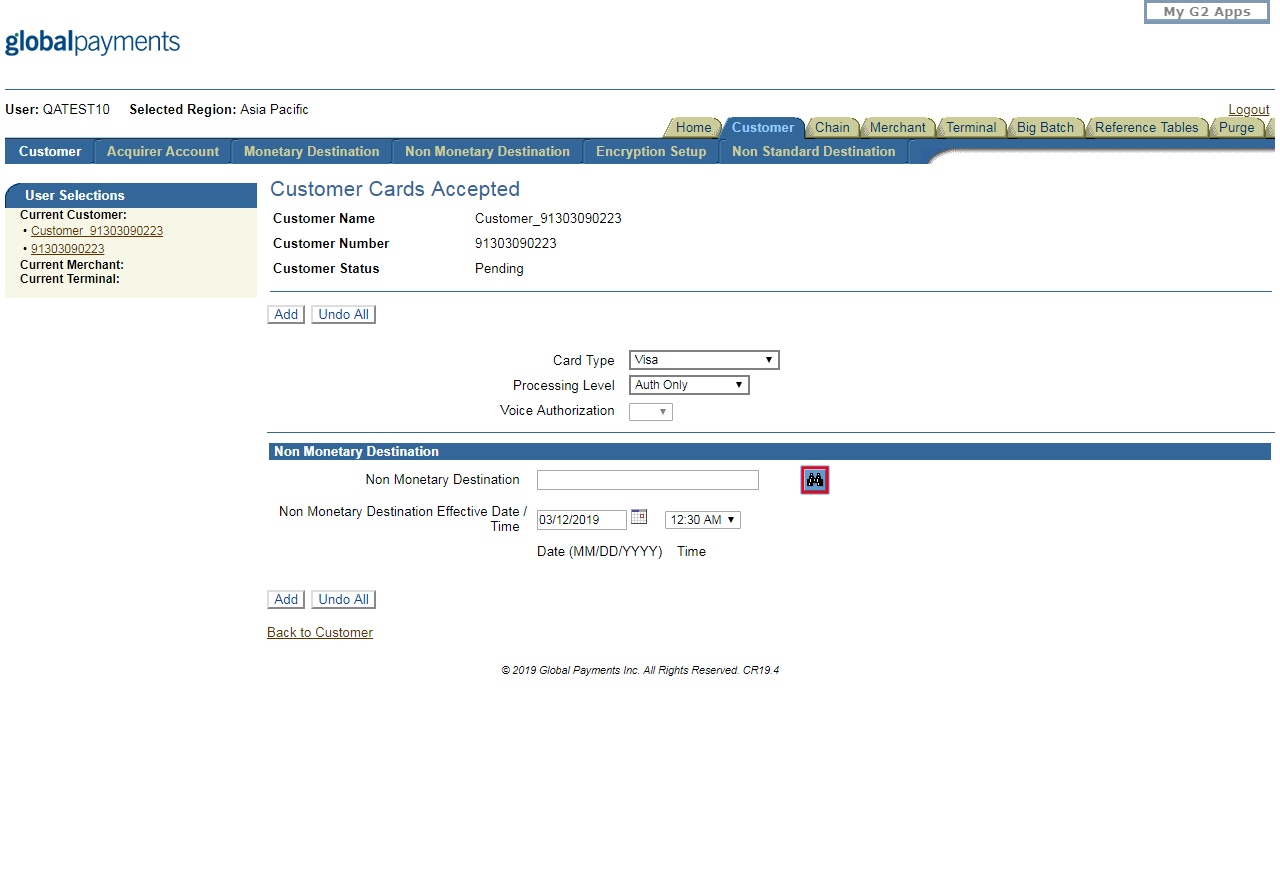 My G2 Apps
globalpayments
User: QATEST10 Selected Region: Asia Pacific
Logout
Home Customer Chain Merchant Terminal Big Batch Reference Tables Purge
Customer Acquirer Account Monetary Destination Non Monetary Destination Encryption Setup Non Standard Destination
User Selections
Current Customer:
• Customer_91303090223
• 91303090223
Current Merchant:
Current Terminal:
Customer Cards Accepted
Customer Name Customer_91303090223
Customer Number 91303090223
Customer Status Pending
Add Undo All
Card Type Visa
Processing Level Auth Only
Voice Authorization
Non Monetary Destination
Non Monetary Destination
Non Monetary Destination Effective Date /
Time 03/12/2019 12:30 AM
Date (MM/DD/YYYY) Time
Add Undo All
Back to Customer
© 2019 Global Payments Inc. All Rights Reserved. CR19.4